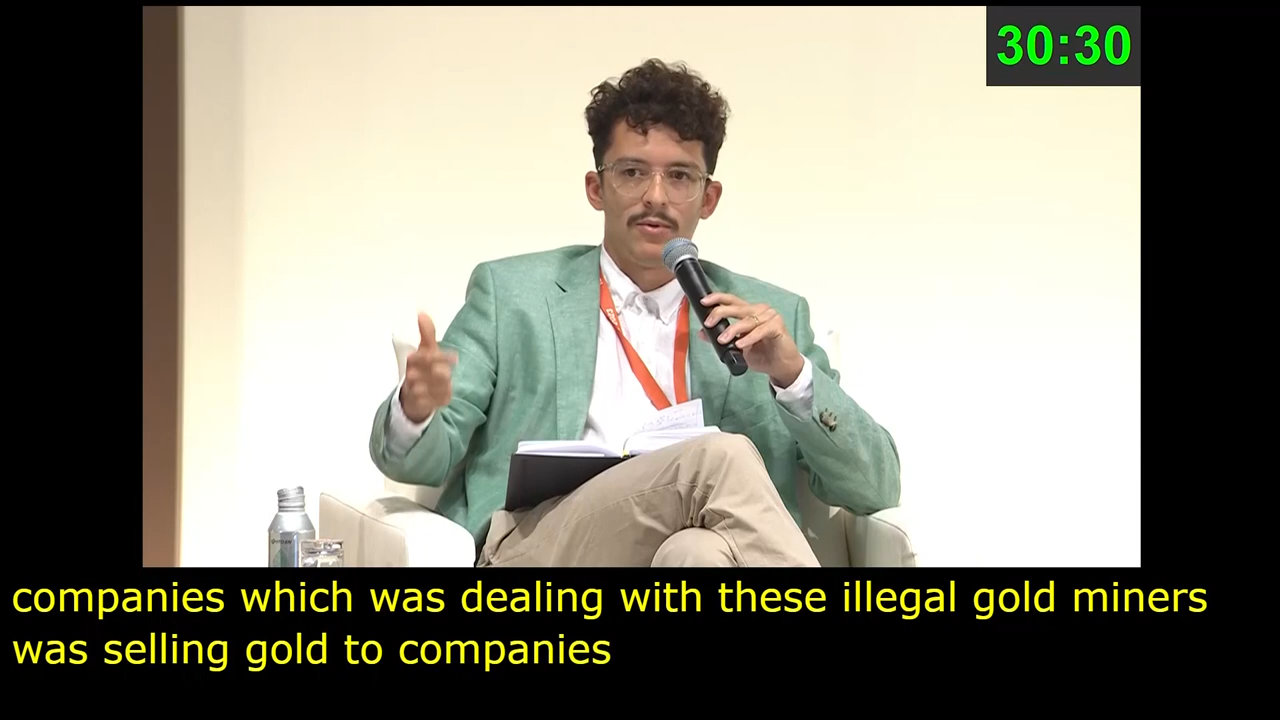 30:30
companies which was dealing with these illegal gold miners
was selling gold to companies